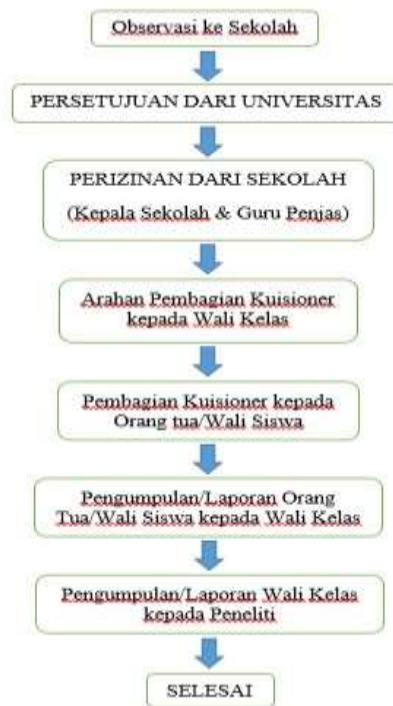 Observasi ke Sekolah
PERSETUJUAN DARI UNIVERSITAS
PERIZINAN DARI SEKOLAH
(Kepala Sekolah & Guru Penjas)
Arahan Pembagian Kuisioner
kepada Wali Kelas
Pembagian Kuisioner kepada
Orang tua/Wali Siswa
Pengumpulan/Laporan Orang
Tua/Wali Siswa kepada Wali Kelas
Pengumpulan/Laporan Wali Kelas
kepada Peneliti
SELESAI